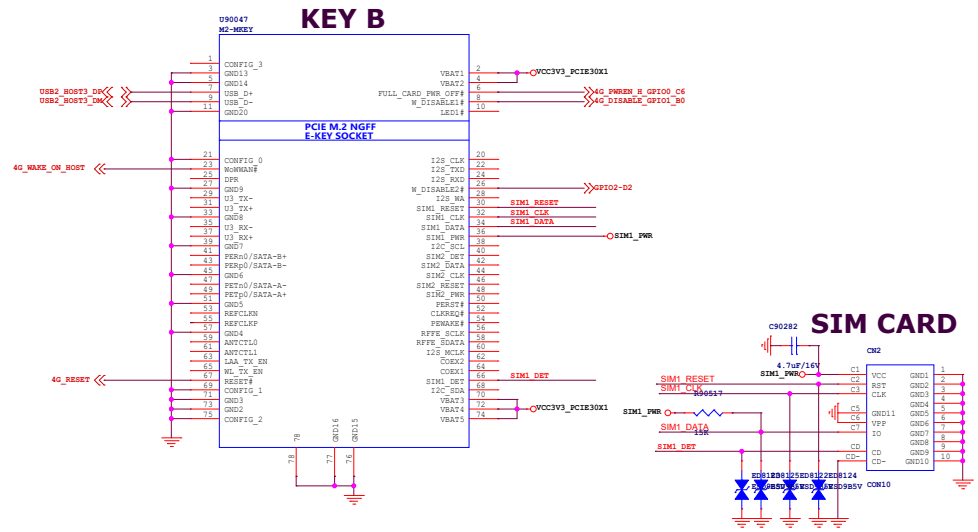 KEY B
U90047
M2-MKEY
1 CONFIG_3
3 GND13
5 GND14
7 USB_D+
9 USB_D-
11 GND20
VBAT1 2
VBAT2 4
FULL_CARD_PWR_OFF# 6
W_DISABLE1# 8
LED1# 10
VCC3V3_PCIE30X1
4G_PWREN_H_GPIO0_C6
4G_DISABLE_GPIO1_B0
USB2_HOST3_DP
USB2_HOST3_DM
PCIE M.2 NGFF
E-KEY SOCKET
4G_WAKE_ON_HOST
4G_RESET
21 CONFIG_0
23 WoWWAN#
25 DPR
27 GND9
29 U3_TX-
31 U3_TX+
33 GND8
35 U3_RX-
37 U3_RX+
39 GND7
41 PERn0/SATA-B+
43 PERp0/SATA-B-
45 GND6
47 PETn0/SATA-A-
49 PETp0/SATA-A+
51 GND5
53 REFCLKN
55 REFCLKP
57 GND4
59 ANTCTL0
61 ANTCTL1
63 LAA_TX_EN
65 WL_TX_EN
67 RESET#
69 CONFIG_1
71 GND3
73 GND2
75 CONFIG_2
I2S_CLK 20
I2S_TXD 22
I2S_RXD 24
W_DISABLE2# 26
I2S_WA 28
SIM1_RESET 30
SIM1_CLK 32
SIM1_DATA 34
SIM1_PWR 36
I2C_SCL 38
SIM2_DET 40
SIM2_DATA 42
SIM2_CLK 44
SIM2_RESET 46
SIM2_PWR 48
PERST# 50
CLKREQ# 52
PEWAKE# 54
RFFE_SCLK 56
RFFE_SDATA 58
I2S_MCLK 60
COEX2 62
COEX1 64
SIM1_DET 66
I2C_SDA 68
VBAT3 70
VBAT4 72
VBAT5 74
GPIO2-D2
SIM1_RESET
SIM1_CLK
SIM1_DATA
SIM1_PWR
SIM1_DET
VCC3V3_PCIE30X1
78
GND16
GND15
78
77
76
SIM CARD
C90282
4.7uF/16V
CN2
SIM1_PWR
SIM1_RESET
SIM1_CLK
R90517
SIM1_PWR
SIM1_DATA
15K
SIM1_DET
C1 VCC
C2 RST
C3 CLK
C5 GND11
C6 VPP
C7 IO
CD CD
CD- CD-
GND1 1
GND2 2
GND3 3
GND4 4
GND5 5
GND6 6
GND7 7
GND8 8
GND9 9
GND10 10
CON10